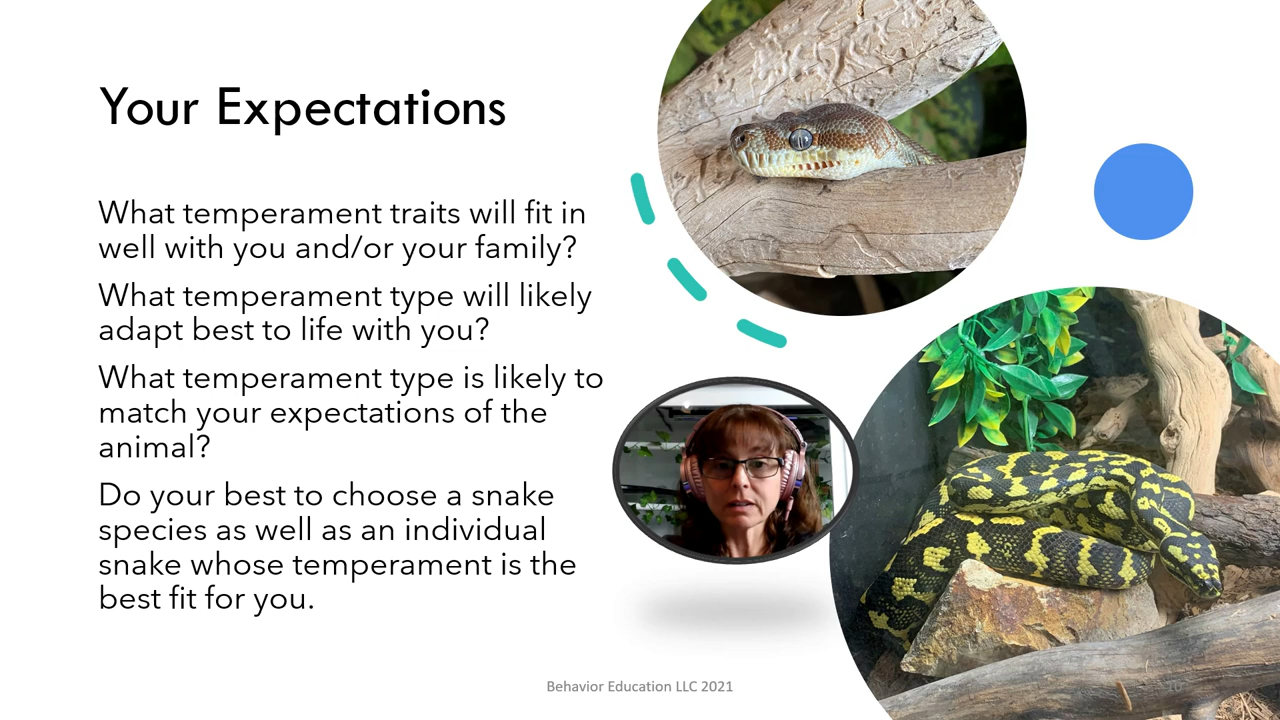 Your Expectations
What temperament traits will fit in
well with you and/or your family?
What temperament type will likely
adapt best to life with you?
What temperament type is likely to
match your expectations of the
animal?
Do your best to choose a snake
species as well as an individual
snake whose temperament is the
best fit for you.
Behavior Education LLC 2021
10